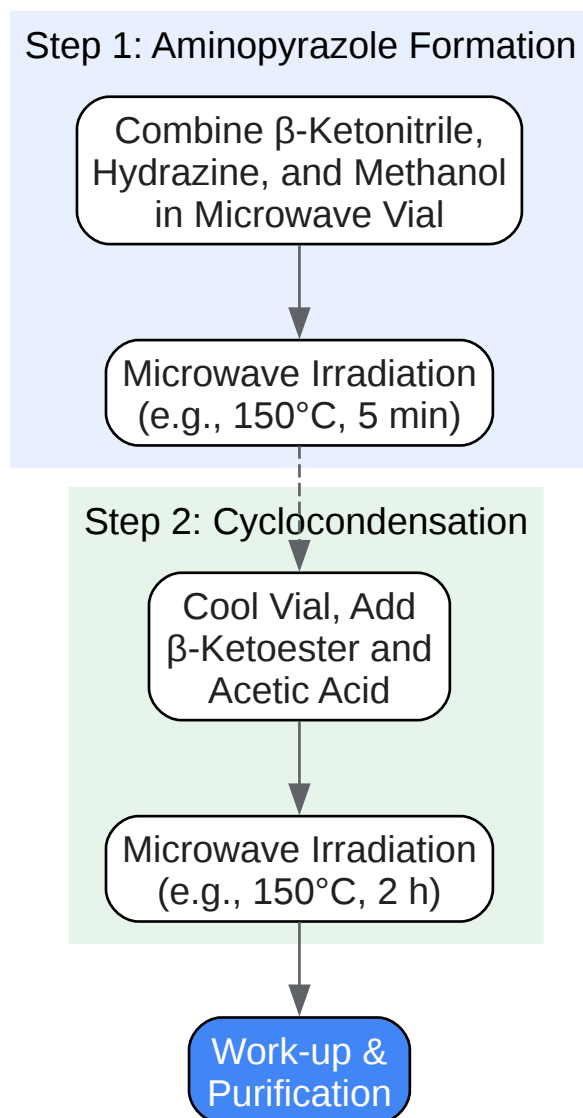 Step 1: Aminopyrazole Formation
Combine β-Ketonitrile,
Hydrazine, and Methanol
in Microwave Vial
Microwave Irradiation
(e.g., 150°C, 5 min)
Step 2: Cyclocondensation
Cool Vial, Add
β-Ketoester and
Acetic Acid
Microwave Irradiation
(e.g., 150°C, 2 h)
Work-up &
Purification